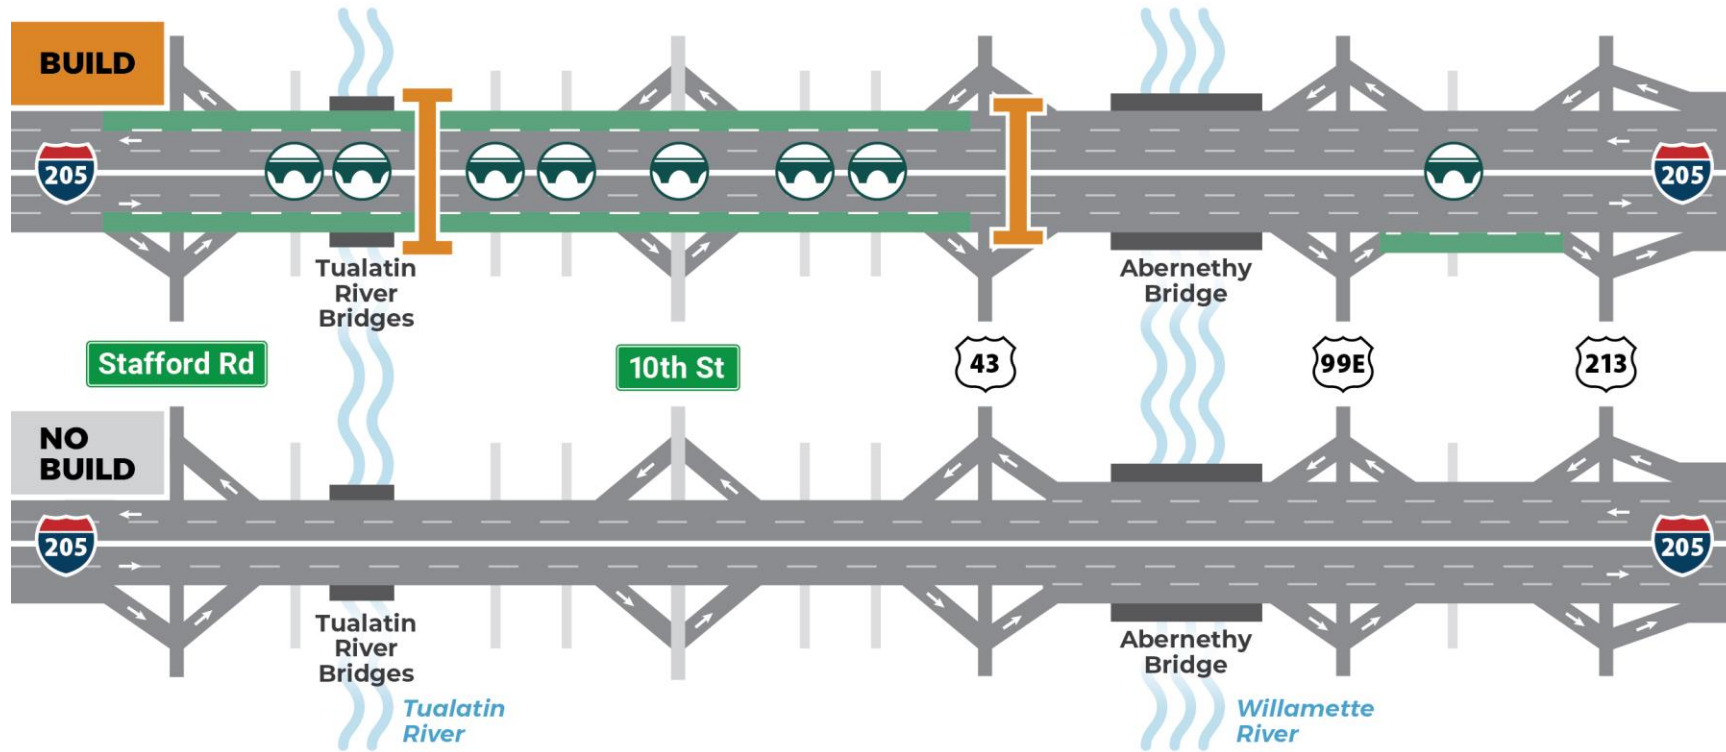 BUILD
205
205
Tualatin
River
Bridges
Abernethy
Bridge
Stafford Rd
10th St
43
99E
213
NO
BUILD
205
205
Tualatin
River
Bridges
Abernethy
Bridge
Tualatin
River
Willamette
River